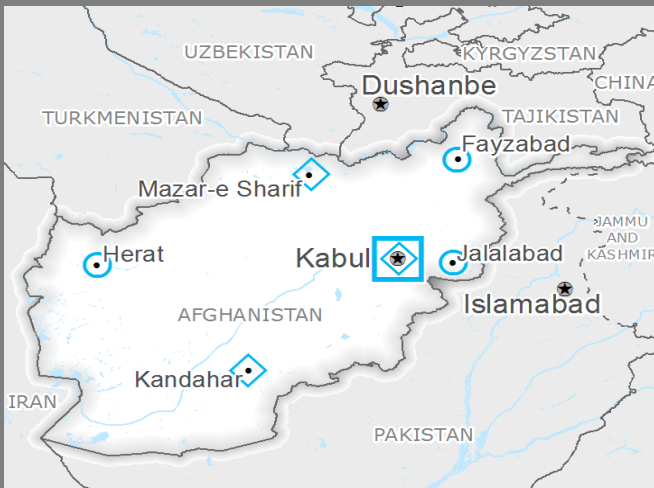 UZBEKISTAN
KYRGYZSTAN
CHINA
Dushanbe
TURKMENISTAN
TAJIKISTAN
Fayzabad
Mazar-e Sharif
JAMMU
AND
KASHMIR
Herat
Kabul
Jalalabad
Islamabad
AFGHANISTAN
Kandahar
IRAN
PAKISTAN